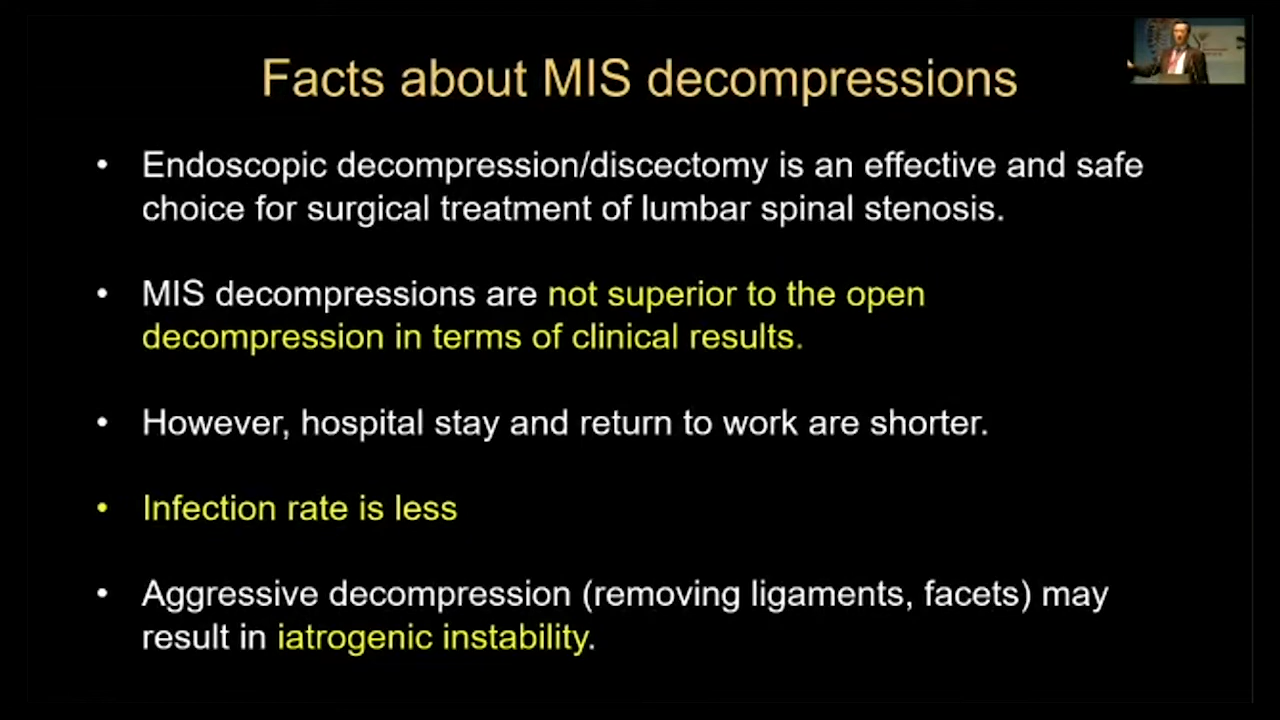 Facts about MIS decompressions
• Endoscopic decompression/discectomy is an effective and safe
choice for surgical treatment of lumbar spinal stenosis.
• MIS decompressions are not superior to the open
decompression in terms of clinical results.
• However, hospital stay and return to work are shorter.
• Infection rate is less
• Aggressive decompression (removing ligaments, facets) may
result in iatrogenic instability.